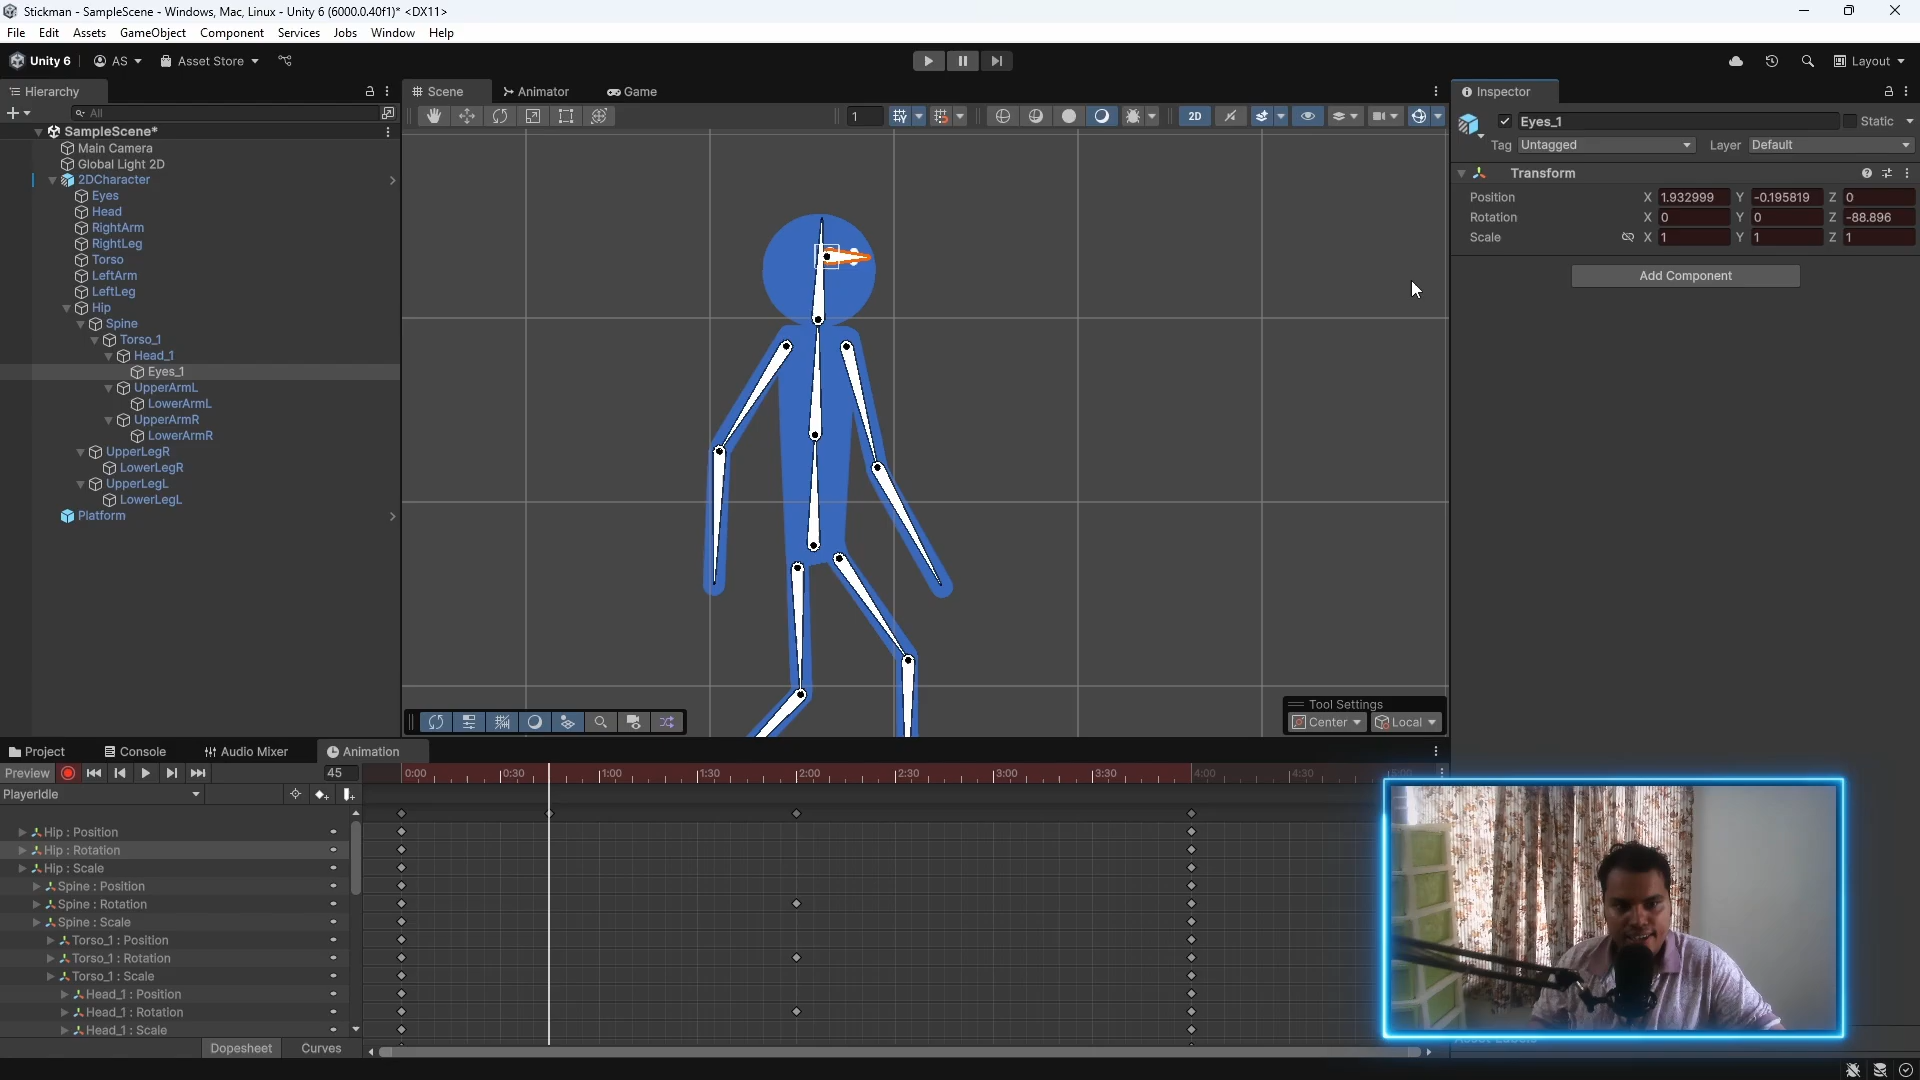 Stickman - SampleScene - Windows, Mac, Linux - Unity 6 (6000.0.40f1)* <DX11>
File Edit Assets GameObject Component Services Jobs Window Help
Unity 6 AS Asset Store Layout
Hierarchy
All
SampleScene*
Main Camera
Global Light 2D
2DCharacter
Eyes
Head
RightArm
RightLeg
Torso
LeftArm
LeftLeg
Hip
Spine
Torso_1
Head_1
Eyes_1
UpperArmL
LowerArmL
UpperArmR
LowerArmR
UpperLegR
LowerLegR
UpperLegL
LowerLegL
Platform
Scene Animator Game
1 2D
Tool Settings
Center Local
Inspector
Eyes_1 Static
Tag Untagged Layer Default
Transform
Position X 1.932999 Y -0.195819 Z 0
Rotation X 0 Y 0 Z -88.896
Scale X 1 Y 1 Z 1
Add Component
Project Console Audio Mixer Animation
Preview 45 0:00 0:30 1:00 1:30 2:00 2:30 3:00 3:30 4:00 4:30 5:00
PlayerIdle
Hip : Position
Hip : Rotation
Hip : Scale
Spine : Position
Spine : Rotation
Spine : Scale
Torso_1 : Position
Torso_1 : Rotation
Torso_1 : Scale
Head_1 : Position
Head_1 : Rotation
Head_1 : Scale
Dopesheet Curves